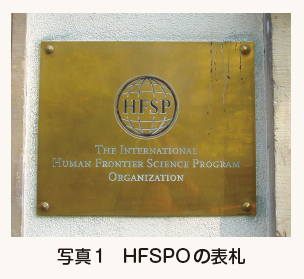 HFSP
THE INTERNATIONAL
HUMAN FRONTIER SCIENCE PROGRAM
ORGANIZATION
写真1 HFSPOの表札